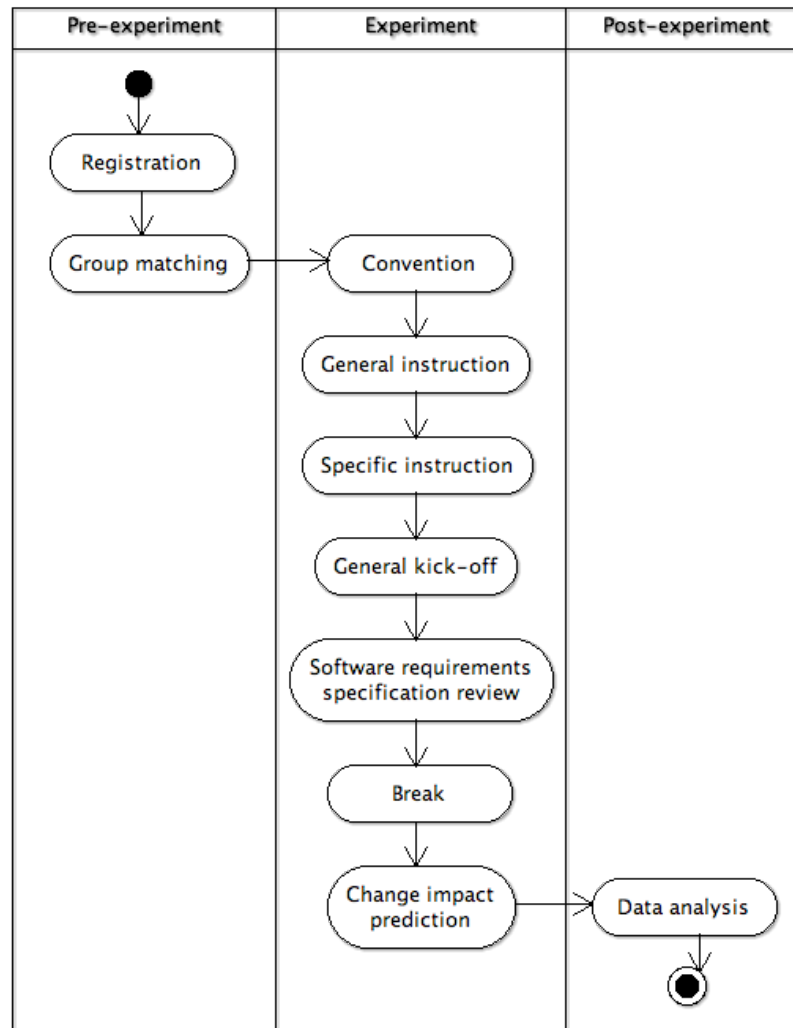 Pre-experiment
Experiment
Post-experiment
Registration
Group matching
Convention
General instruction
Specific instruction
General kick-off
Software requirements
specification review
Break
Change impact
prediction
Data analysis